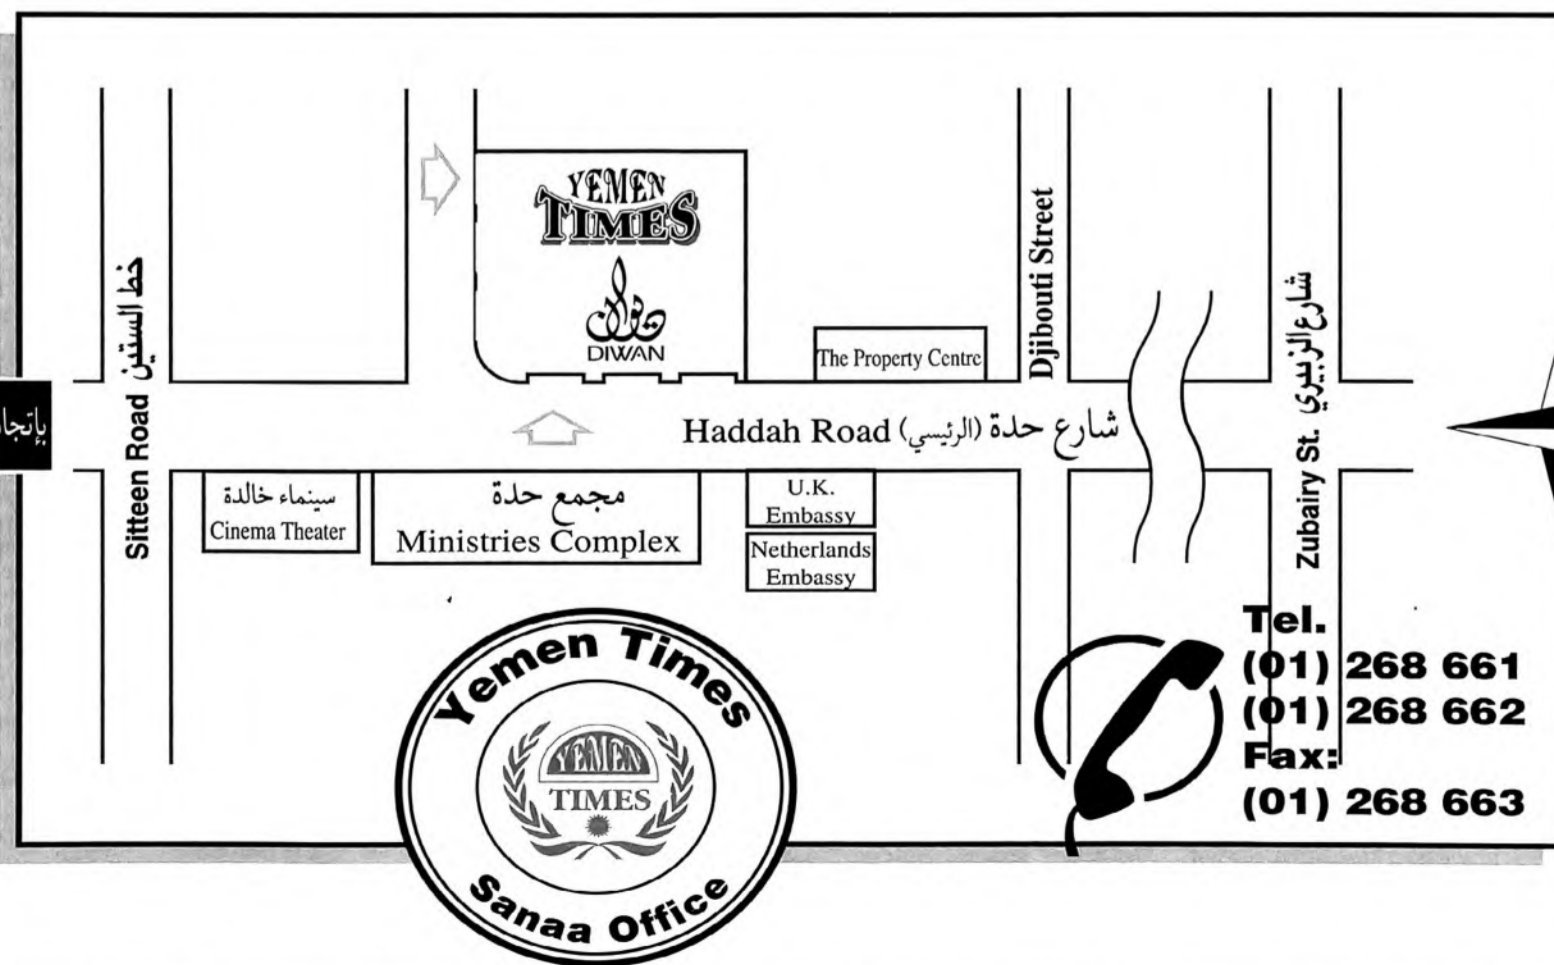 YEMEN
TIMES
ديوان
DIWAN
خط الستين Sitteen Road
The Property Centre
Djibouti Street
شارع الزبيري Zubairy St.
Haddah Road شارع حدة (الرئيسي)
سينماء خالدة
Cinema Theater
مجمع حدة
Ministries Complex
U.K.
Embassy
Netherlands
Embassy
Yemen Times
YEMEN
TIMES
Sanaa Office
Tel.
(01) 268 661
(01) 268 662
Fax:
(01) 268 663